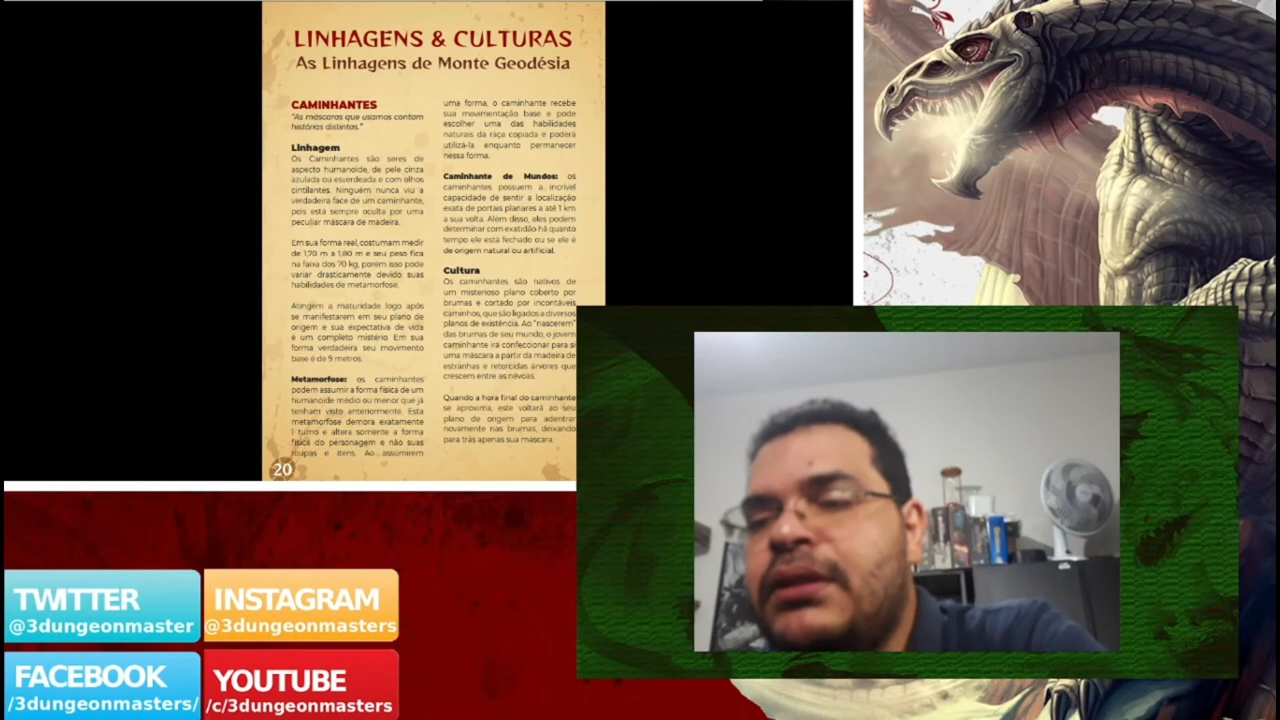 LINHAGENS & CULTURAS
As Linhagens de Monte Geodésia
CAMINHANTES
"As máscaras que usamos contam
histórias distintas."
Linhagem
Os Caminhantes são seres de
aspecto humanoide, de pele cinza
azulada ou esverdeada e com olhos
cintilantes. Ninguém nunca viu a
verdadeira face de um caminhante,
pois está sempre oculta por uma
peculiar máscara de madeira.
Em sua forma real, costumam medir
de 1,70 m a 1,80 m e seu peso fica
na faixa dos 70 kg, porém isso pode
variar drasticamente devido suas
habilidades de metamorfose.
Atingem a maturidade logo após
se manifestarem em seu plano de
origem e sua expectativa de vida
é um completo mistério. Em sua
forma verdadeira seu movimento
base é de 9 metros.
Metamorfose: os caminhantes
podem assumir a forma física de um
humanoide médio ou menor que já
tenham visto anteriormente. Esta
metamorfose demora exatamente
1 turno e altera somente a forma
física do personagem e não suas
roupas e itens. Ao assumirem
uma forma, o caminhante recebe
sua movimentação base e pode
escolher uma das habilidades
naturais da raça copiada e poderá
utilizá-la enquanto permanecer
nessa forma.
Caminhante de Mundos: os
caminhantes possuem a incrível
capacidade de sentir a localização
exata de portais planares a até 1 km
a sua volta. Além disso, eles podem
determinar com exatidão há quanto
tempo ele está fechado ou se ele é
de origem natural ou artificial.
Cultura
Os caminhantes são nativos de
um misterioso plano coberto por
brumas e cortado por incontáveis
caminhos, que são ligados a diversos
planos de existência. Ao "nascerem"
das brumas de seu mundo, o jovem
caminhante irá confeccionar para si
uma máscara a partir da madeira de
estranhas e retorcidas árvores que
crescem entre as névoas.
Quando a hora final do caminhante
se aproxima, este voltará ao seu
plano de origem para adentrar
novamente nas brumas, deixando
para trás apenas sua máscara.
20
TWITTER
@3dungeonmaster
INSTAGRAM
@3dungeonmasters
FACEBOOK
/3dungeonmasters/
YOUTUBE
/c/3dungeonmasters